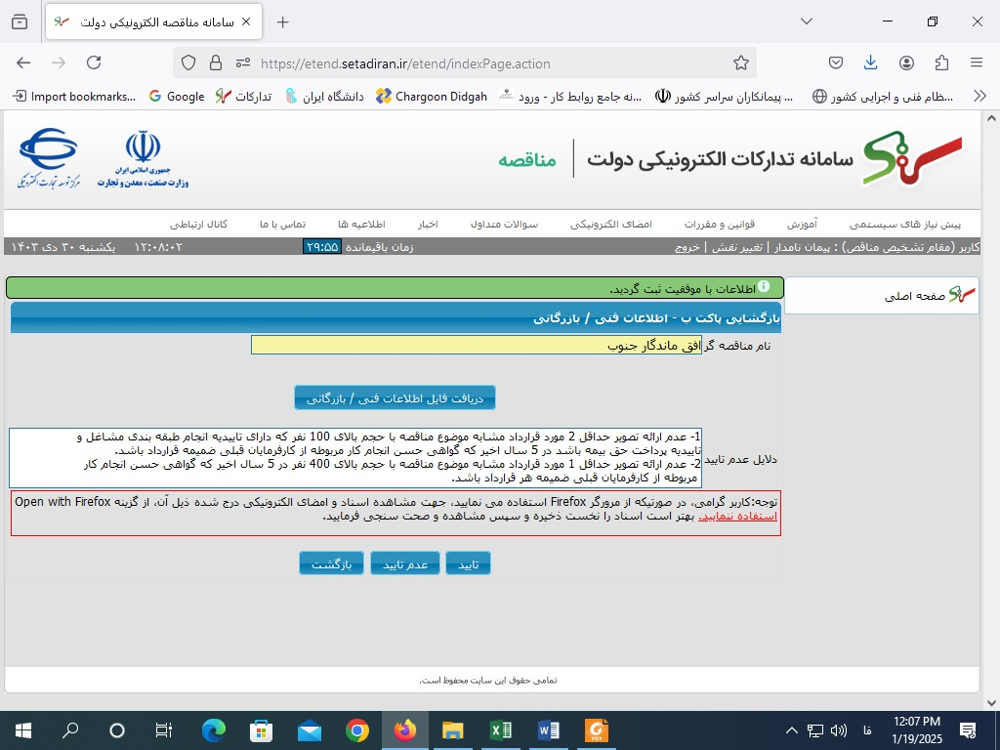 سامانه مناقصه الکترونیکی دولت
https://etend.setadiran.ir/etend/indexPage.action
Import bookmarks...
Google
تدارکات
دانشگاه ایران
Chargoon Didgah
...نه جامع روابط کار - ورود
... پیمانکاران سراسر کشور
...ظام فنی و اجرایی کشور
سامانه تدارکات الکترونیکی دولت
مناقصه
جمهوری اسلامی ایران
وزارت صنعت، معدن و تجارت
مرکز توسعه تجارت الکترونیکی
پیش نیاز های سیستمی
آموزش
قوانین و مقررات
امضای الکترونیکی
سوالات متداول
اخبار
اطلاعیه ها
تماس با ما
کانال ارتباطی
کاربر (مقام تشخیص مناقص) : پیمان نامدار | تغییر نقش | خروج
زمان باقیمانده ۲۹:۵۵
۱۲:۰۸:۰۲
یکشنبه ۳۰ دی ۱۴۰۳
صفحه اصلی
اطلاعات با موفقیت ثبت گردید.
بازگشایی پاکت ب - اطلاعات فنی / بازرگانی
نام مناقصه گر
افق ماندگار جنوب
دریافت فایل اطلاعات فنی / بازرگانی
دلایل عدم تایید
1- عدم ارائه تصویر حداقل 2 مورد قرارداد مشابه موضوع مناقصه با حجم بالای 100 نفر که دارای تاییدیه انجام طبقه بندی مشاغل و
تاییدیه پرداخت حق بیمه باشد در 5 سال اخیر که گواهی حسن انجام کار مربوطه از کارفرمایان قبلی ضمیمه قرارداد باشد.
2- عدم ارائه تصویر حداقل 1 مورد قرارداد مشابه موضوع مناقصه با حجم بالای 400 نفر در 5 سال اخیر که گواهی حسن انجام کار
مربوطه از کارفرمایان قبلی ضمیمه هر قرارداد باشد.
توجه:کاربر گرامی، در صورتیکه از مرورگر Firefox استفاده می نمایید، جهت مشاهده اسناد و امضای الکترونیکی درج شده ذیل آن، از گزینه Open with Firefox
استفاده ننمایید. بهتر است اسناد را نخست ذخیره و سپس مشاهده و صحت سنجی فرمایید.
تایید
عدم تایید
بازگشت
تمامی حقوق این سایت محفوظ است.
فا
12:07 PM
1/19/2025